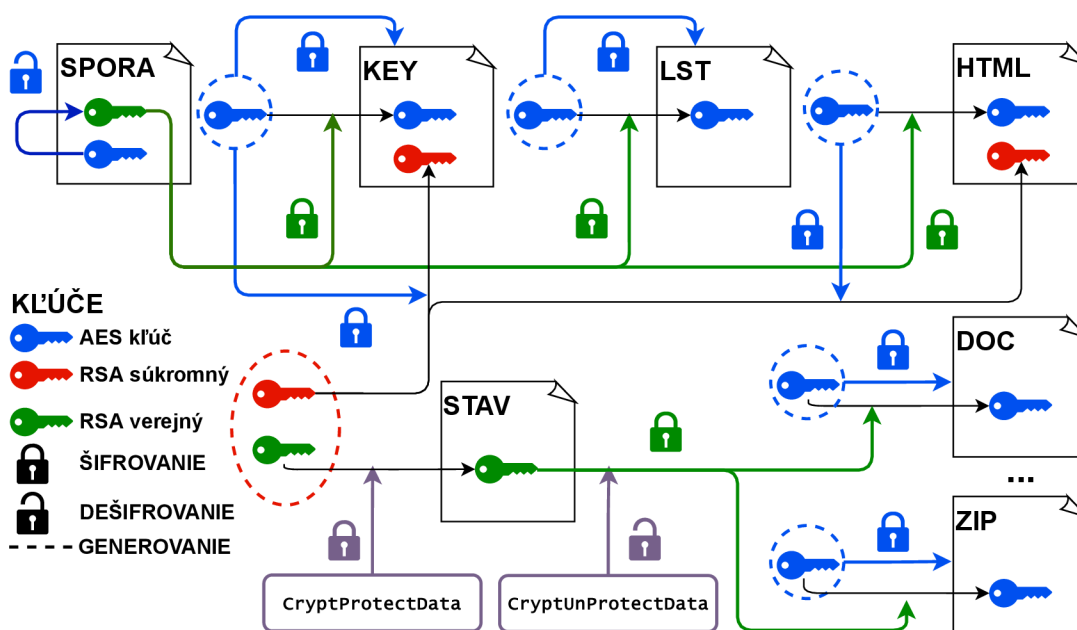 SPORA
KEY
LST
HTML
KĽÚČE
AES kľúč
RSA súkromný
RSA verejný
ŠIFROVANIE
DEŠIFROVANIE
GENEROVANIE
STAV
DOC
...
ZIP
CryptProtectData
CryptUnProtectData